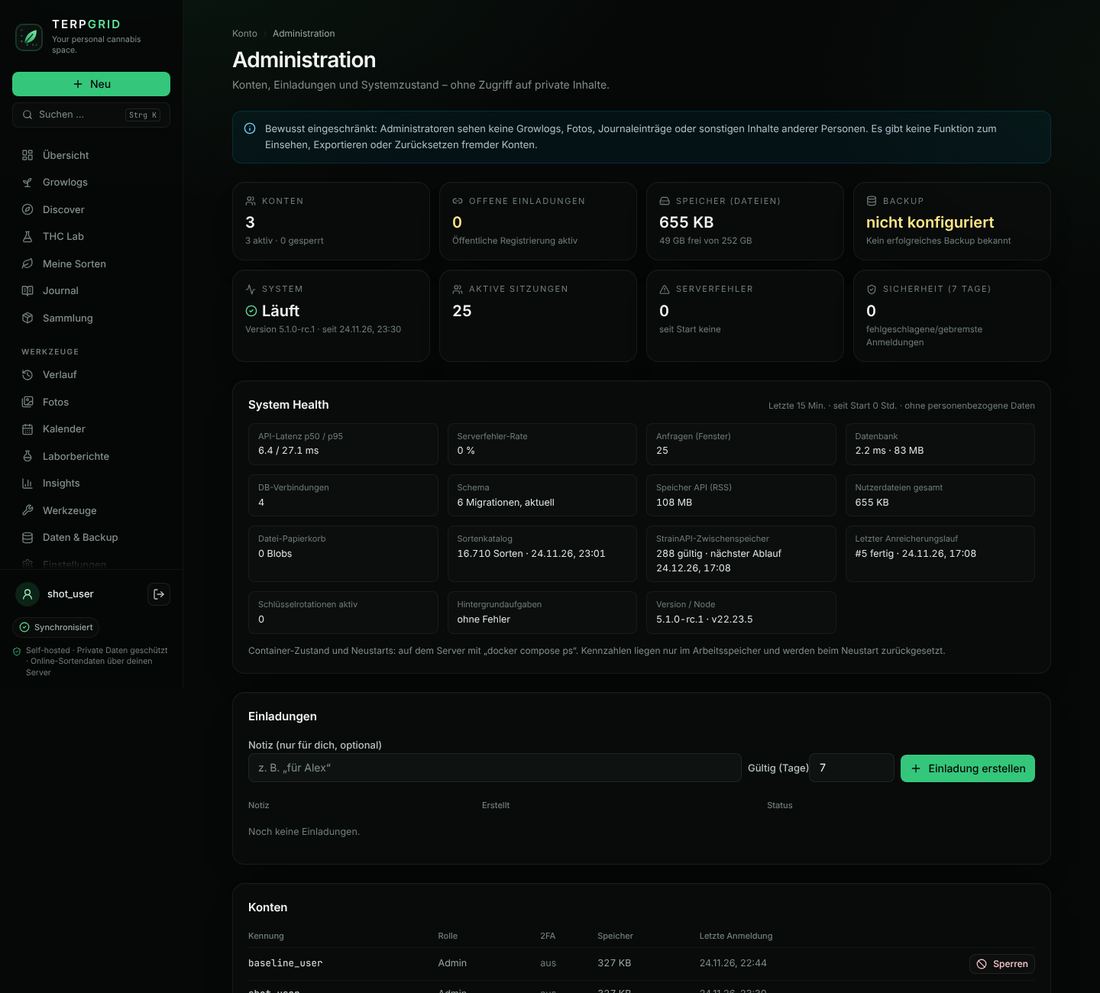 TERPGRID
Your personal cannabis
space.
+ Neu
Suchen ... Strg K
Übersicht
Growlogs
Discover
THC Lab
Meine Sorten
Journal
Sammlung
WERKZEUGE
Verlauf
Fotos
Kalender
Laborberichte
Insights
Werkzeuge
Daten & Backup
Einstellungen
shot_user
Synchronisiert
Self-hosted · Private Daten geschützt
· Online-Sortendaten über deinen
Server
Konto Administration
Administration
Konten, Einladungen und Systemzustand – ohne Zugriff auf private Inhalte.
Bewusst eingeschränkt: Administratoren sehen keine Growlogs, Fotos, Journaleinträge oder sonstigen Inhalte anderer Personen. Es gibt keine Funktion zum
Einsehen, Exportieren oder Zurücksetzen fremder Konten.
KONTEN
3
3 aktiv · 0 gesperrt
OFFENE EINLADUNGEN
0
Öffentliche Registrierung aktiv
SPEICHER (DATEIEN)
655 KB
49 GB frei von 252 GB
BACKUP
nicht konfiguriert
Kein erfolgreiches Backup bekannt
SYSTEM
Läuft
Version 5.1.0-rc.1 · seit 24.11.26, 23:30
AKTIVE SITZUNGEN
25
SERVERFEHLER
0
seit Start keine
SICHERHEIT (7 TAGE)
0
fehlgeschlagene/gebremste
Anmeldungen
System Health
Letzte 15 Min. · seit Start 0 Std. · ohne personenbezogene Daten
API-Latenz p50 / p95
6.4 / 27.1 ms
Serverfehler-Rate
0 %
Anfragen (Fenster)
25
Datenbank
2.2 ms · 83 MB
DB-Verbindungen
4
Schema
6 Migrationen, aktuell
Speicher API (RSS)
108 MB
Nutzerdateien gesamt
655 KB
Datei-Papierkorb
0 Blobs
Sortenkatalog
16.710 Sorten · 24.11.26, 23:01
StrainAPI-Zwischenspeicher
288 gültig · nächster Ablauf
24.12.26, 17:08
Letzter Anreicherungslauf
#5 fertig · 24.11.26, 17:08
Schlüsselrotationen aktiv
0
Hintergrundaufgaben
ohne Fehler
Version / Node
5.1.0-rc.1 · v22.23.5
Container-Zustand und Neustarts: auf dem Server mit „docker compose ps“. Kennzahlen liegen nur im Arbeitsspeicher und werden beim Neustart zurückgesetzt.
Einladungen
Notiz (nur für dich, optional)
z. B. „für Alex“
Gültig (Tage) 7
+ Einladung erstellen
Notiz Erstellt Status
Noch keine Einladungen.
Konten
Kennung Rolle 2FA Speicher Letzte Anmeldung
baseline_user Admin aus 327 KB 24.11.26, 22:44 Sperren
shot_user Admin aus 327 KB 24.11.26, 23:30